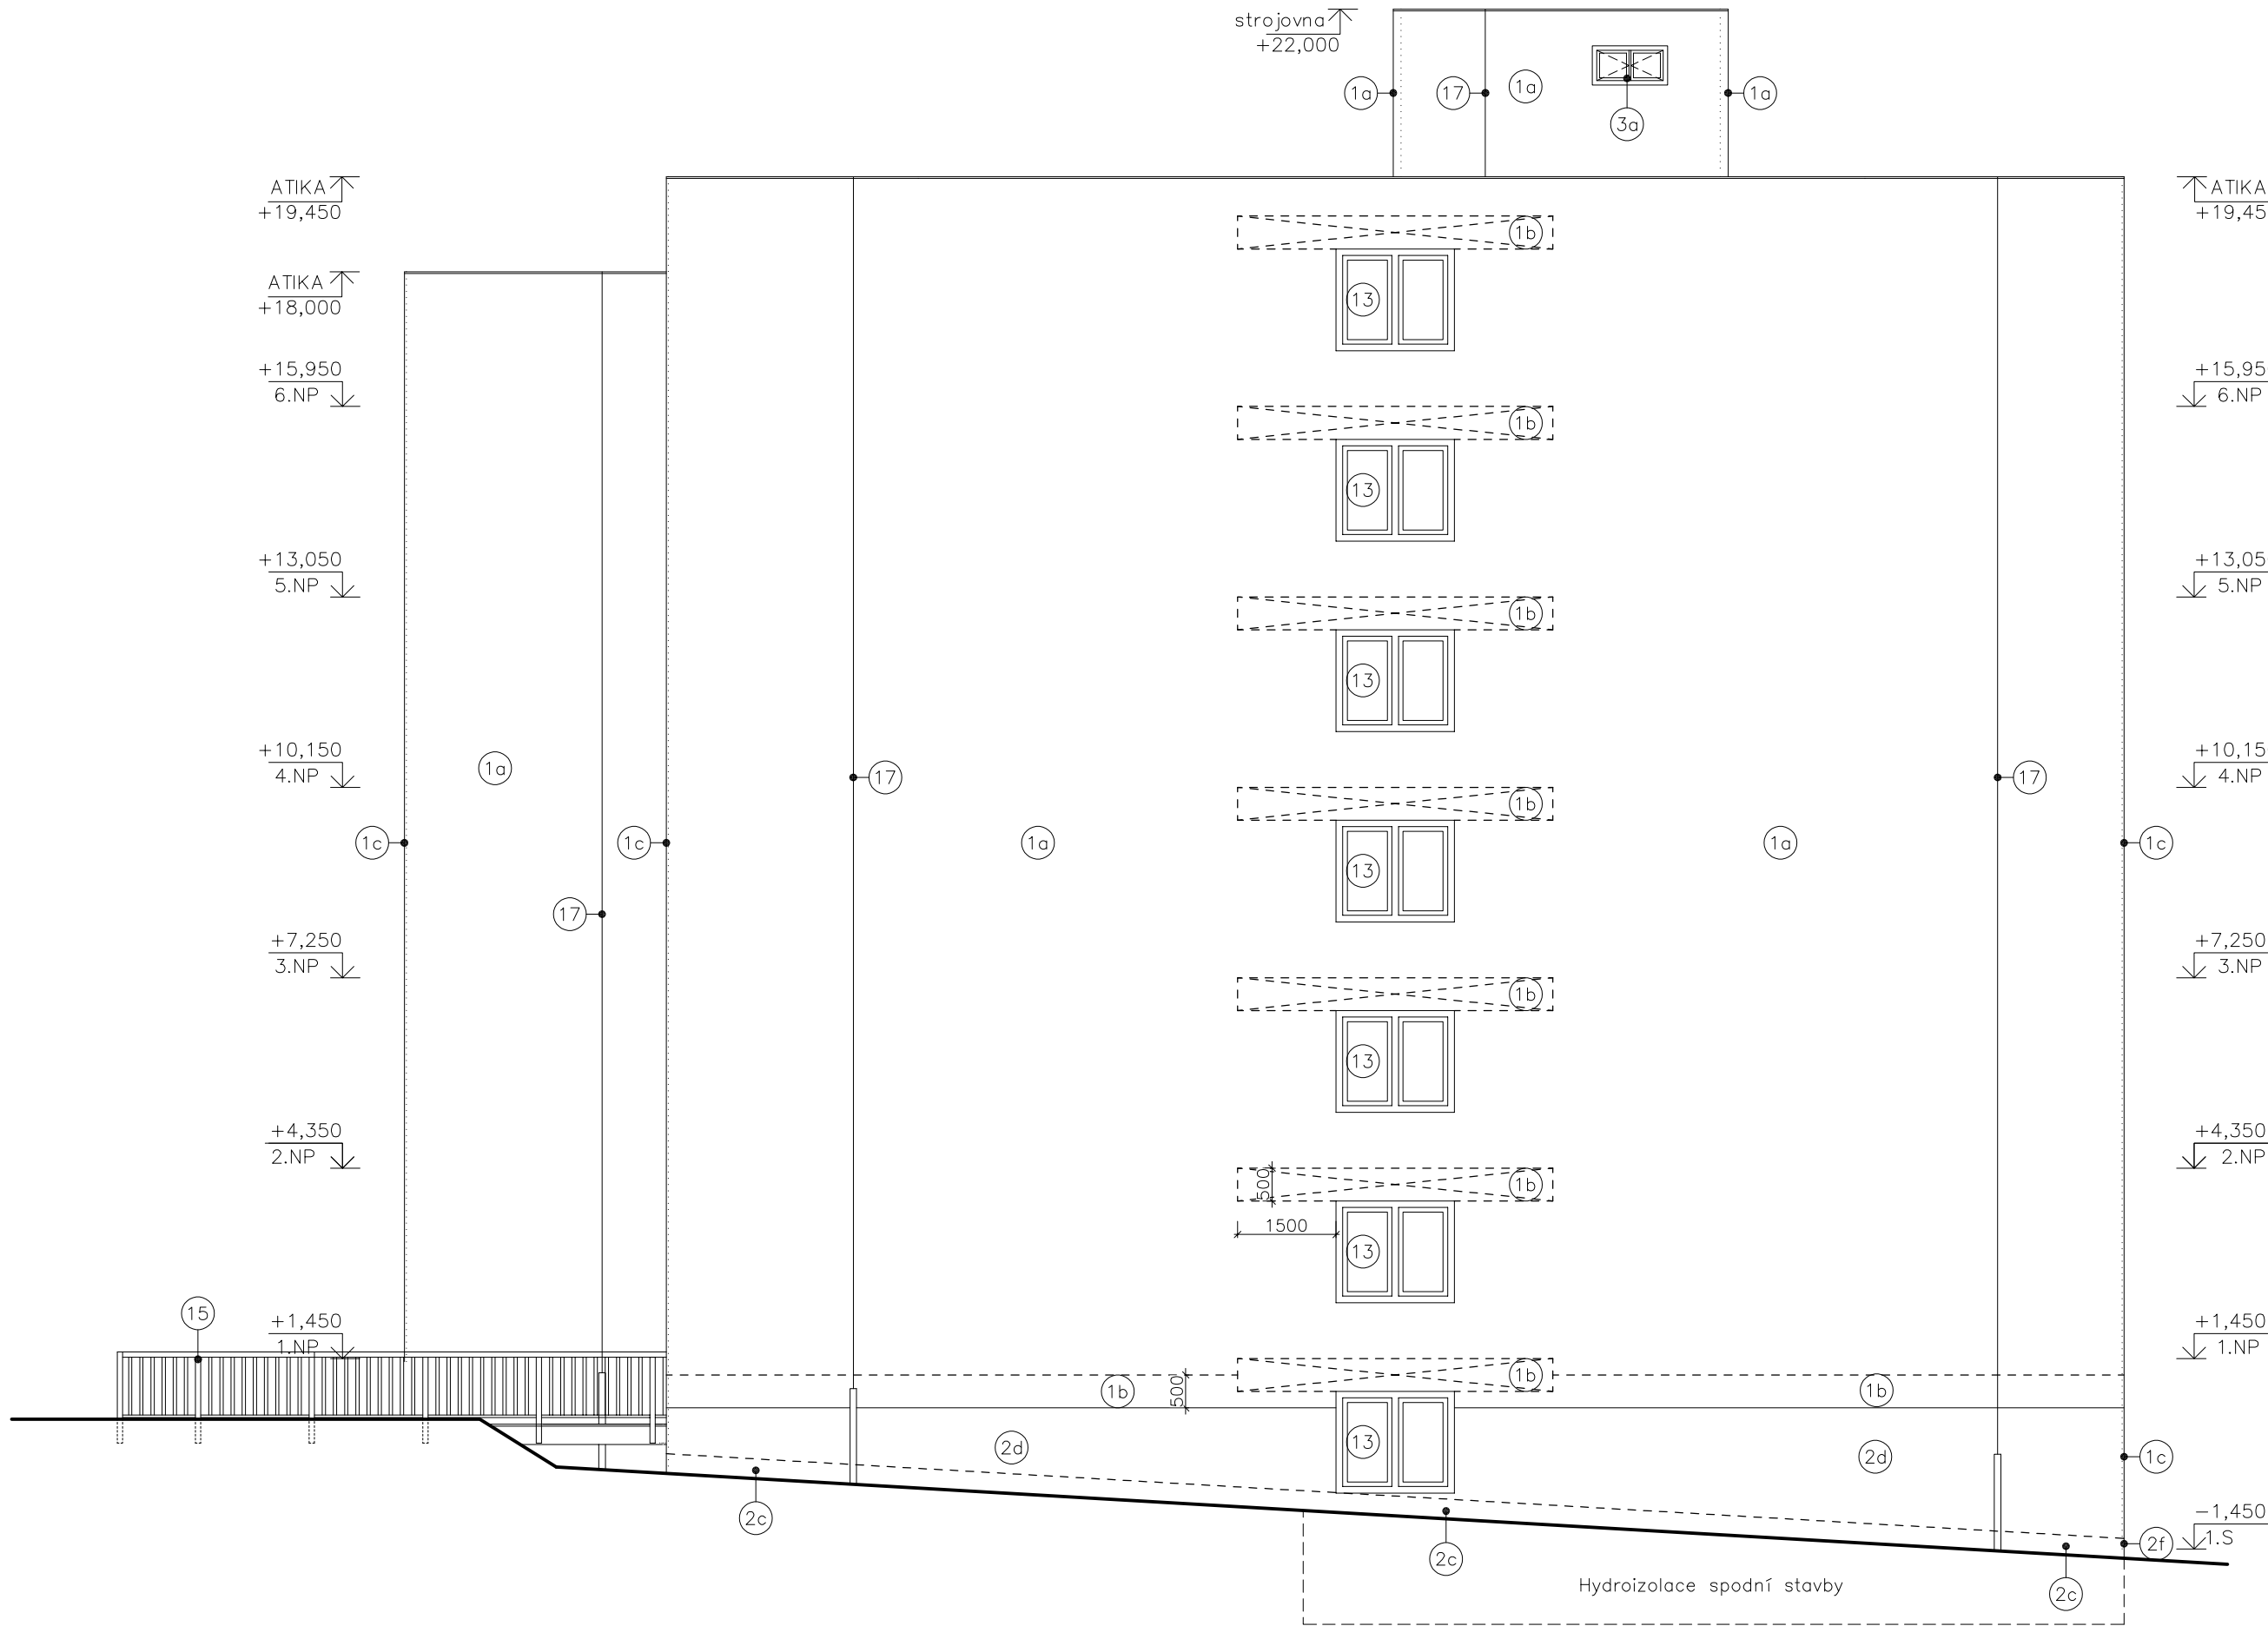 strojovna
+22,000
1a
17
1a
1a
3a
ATIKA
+19,450
ATIKA
+19,45
1b
ATIKA
+18,000
13
+15,950
6.NP
+15,95
6.NP
1b
13
+13,050
5.NP
+13,05
5.NP
1b
13
+10,150
4.NP
+10,15
4.NP
1a
17
17
1b
1c
1c
1a
1a
1c
13
17
+7,250
3.NP
+7,250
3.NP
1b
13
+4,350
2.NP
+4,350
2.NP
500
1b
1500
13
15
+1,450
1.NP
+1,450
1.NP
1b
500
1b
1b
13
2d
2d
1c
2c
2c
2c
-1,450
1.S
2f
Hydroizolace spodní stavby